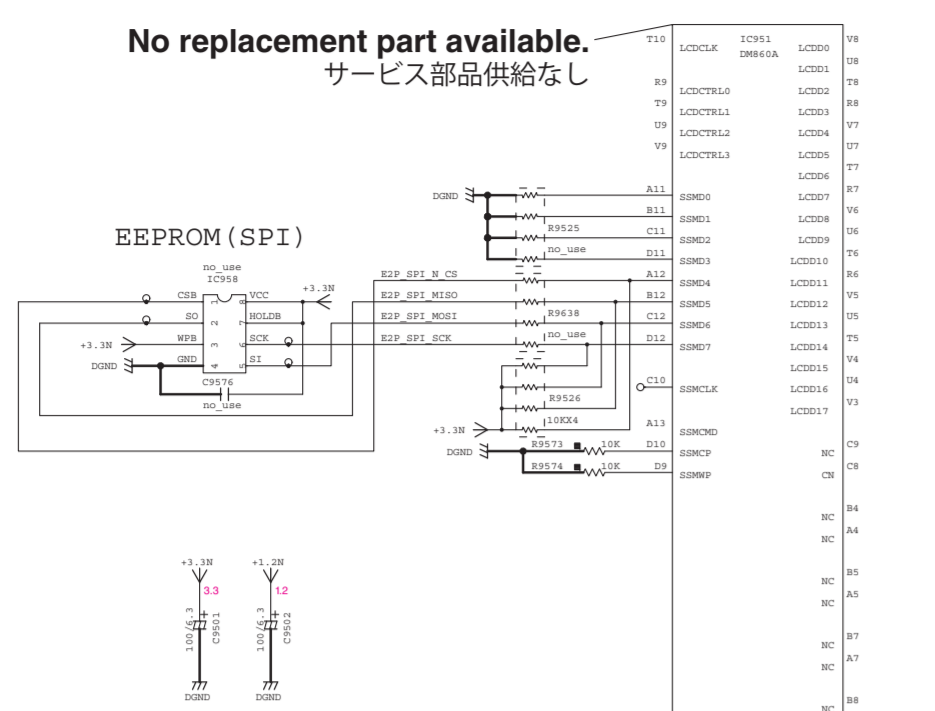 No replacement part available.
サービス部品供給なし
IC951
DM860A
T10 LCDCLK LCDD0 V8
LCDD1 U8
R9 LCDCTRL0 LCDD2 T8
T9 LCDCTRL1 LCDD3 R8
U9 LCDCTRL2 LCDD4 V7
V9 LCDCTRL3 LCDD5 U7
LCDD6 T7
DGND A11 SSMD0 LCDD7 R7
B11 SSMD1 LCDD8 V6
R9525 C11 SSMD2 LCDD9 U6
no_use D11 SSMD3 LCDD10 T6
E2P_SPI_N_CS A12 SSMD4 LCDD11 R6
E2P_SPI_MISO B12 SSMD5 LCDD12 V5
E2P_SPI_MOSI R9638 C12 SSMD6 LCDD13 U5
E2P_SPI_SCK no_use D12 SSMD7 LCDD14 T5
LCDD15 V4
C10 SSMCLK LCDD16 U4
R9526 LCDD17 V3
+3.3N 10KX4 A13 SSMCMD
DGND R9573 10K D10 SSMCP NC C9
R9574 10K D9 SSMWP CN C8
NC B4
NC A4
NC B5
NC A5
NC B7
NC A7
NC B8
EEPROM(SPI)
no_use
IC958
+3.3N
CSB 1 8 VCC
SO 2 7 HOLDB
+3.3N WPB 3 6 SCK
DGND GND 4 5 SI
C9576
no_use
+3.3N +1.2N
3.3 1.2
100/6.3 + C9501 100/6.3 + C9502
DGND DGND